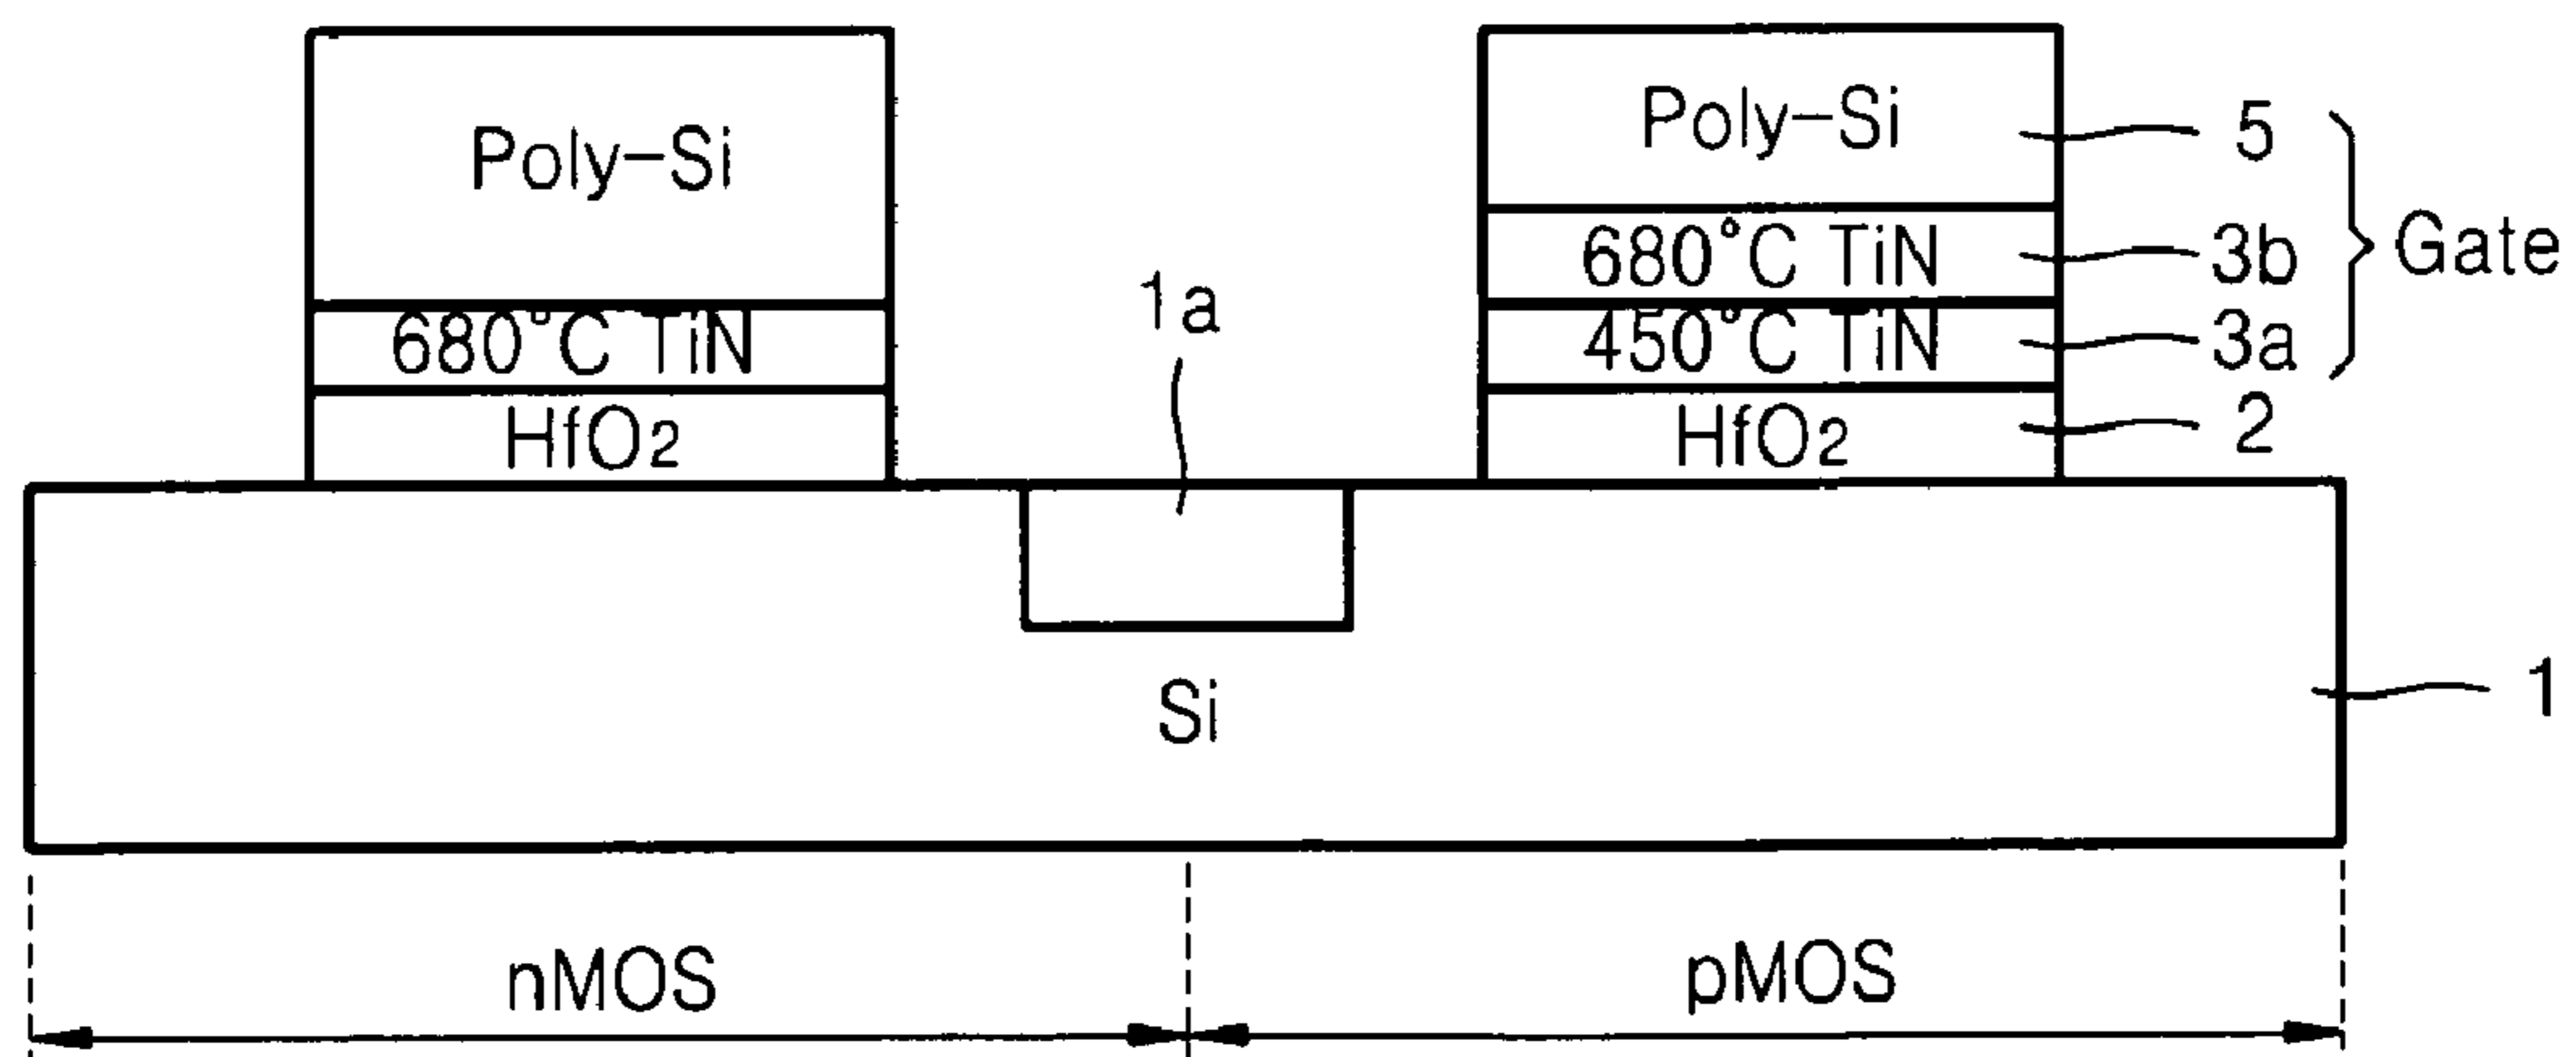 Poly-Si
680°C TiN
HfO2
1a
Poly-Si
5
680°C TiN
3b
450°C TiN
3a
HfO2
2
Gate
Si
1
nMOS
pMOS